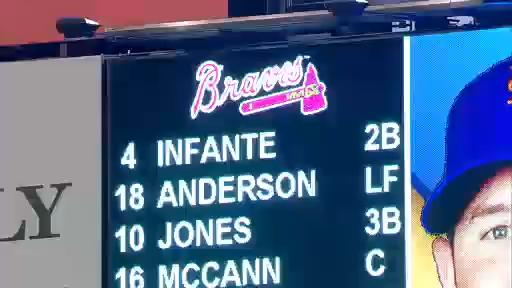 Braves
4 INFANTE 2B
18 ANDERSON LF
10 JONES 3B
16 MCCANN C
LY